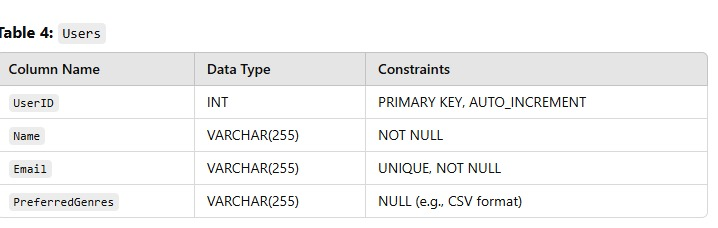 Table 4: Users
Column Name Data Type Constraints
UserID INT PRIMARY KEY, AUTO_INCREMENT
Name VARCHAR(255) NOT NULL
Email VARCHAR(255) UNIQUE, NOT NULL
PreferredGenres VARCHAR(255) NULL (e.g., CSV format)